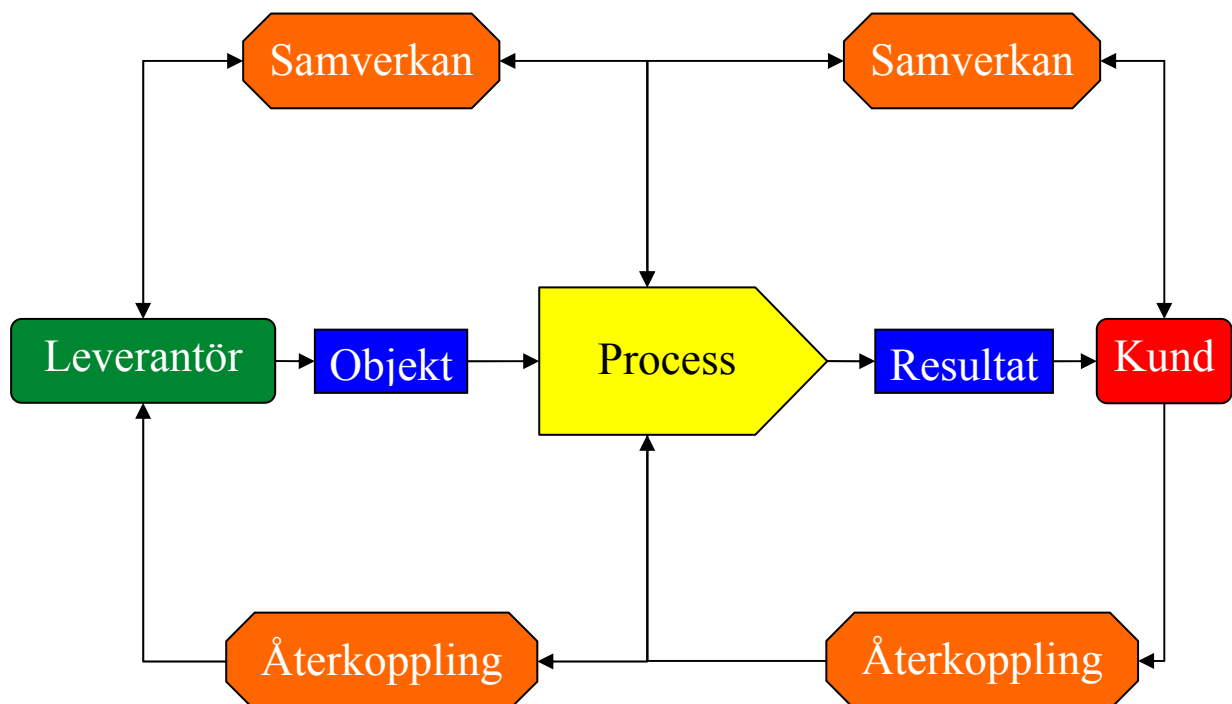 Samverkan
Samverkan
Leverantör
Objekt
Process
Resultat
Kund
Återkoppling
Återkoppling